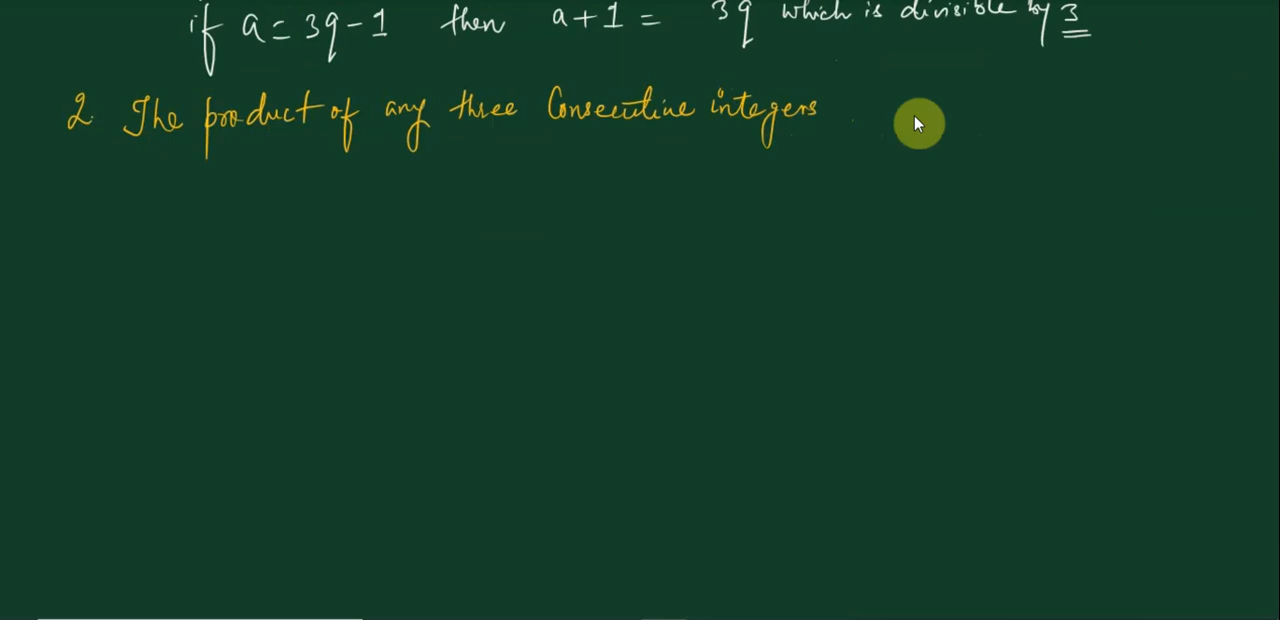 if a = 3q - 1 then a + 1 = 3q which is divisible by 3
2. The product of any three Consecutive integers